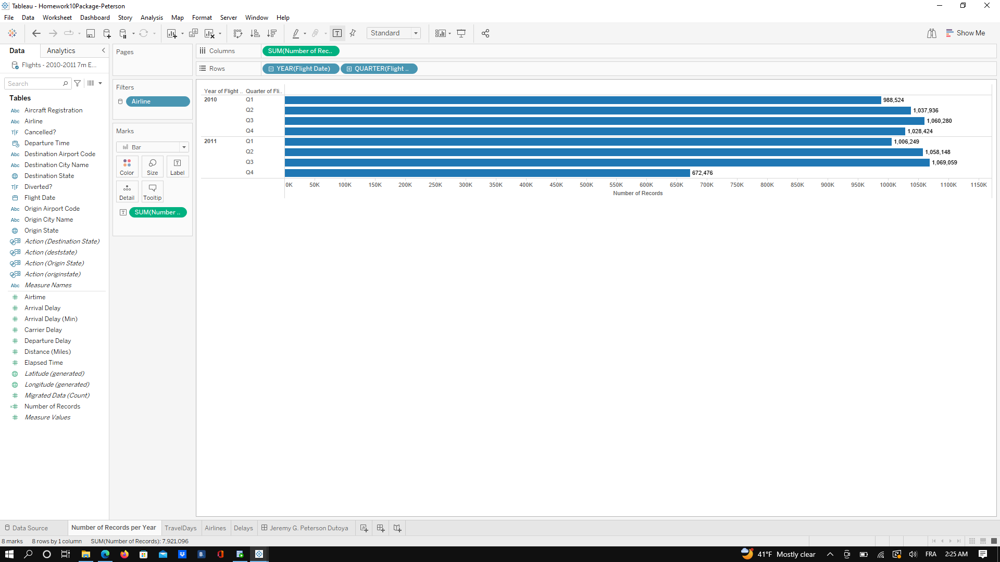 Tableau - Homework10Package-Peterson
File Data Worksheet Dashboard Story Analysis Map Format Server Window Help
Standard
Show Me
Data Analytics
Flights - 2010-2011 7m E...
Search
Tables
Abc Aircraft Registration
Abc Airline
T|F Cancelled?
Departure Time
Abc Destination Airport Code
Abc Destination City Name
Destination State
T|F Diverted?
Flight Date
Abc Origin Airport Code
Abc Origin City Name
Origin State
Action (Destination State)
Action (deststate)
Action (Origin State)
Action (originstate)
Abc Measure Names
# Airtime
# Arrival Delay
# Arrival Delay (Min)
# Carrier Delay
# Departure Delay
# Distance (Miles)
# Elapsed Time
Latitude (generated)
Longitude (generated)
# Migrated Data (Count)
=# Number of Records
# Measure Values
Pages
Filters
Airline
Marks
Bar
Color Size Label
Detail Tooltip
SUM(Number ..
Columns SUM(Number of Rec..
Rows YEAR(Flight Date) QUARTER(Flight ..
Year of Flight .. Quarter of Fli..
2010 Q1 988,524
Q2 1,037,936
Q3 1,060,280
Q4 1,028,424
2011 Q1 1,006,249
Q2 1,058,148
Q3 1,069,059
Q4 672,476
0K 50K 100K 150K 200K 250K 300K 350K 400K 450K 500K 550K 600K 650K 700K 750K 800K 850K 900K 950K 1000K 1050K 1100K 1150K
Number of Records
Data Source Number of Records per Year TravelDays Airlines Delays Jeremy G. Peterson Dutoya
8 marks 8 rows by 1 column SUM(Number of Records): 7,921,096
41°F Mostly clear FRA 2:25 AM